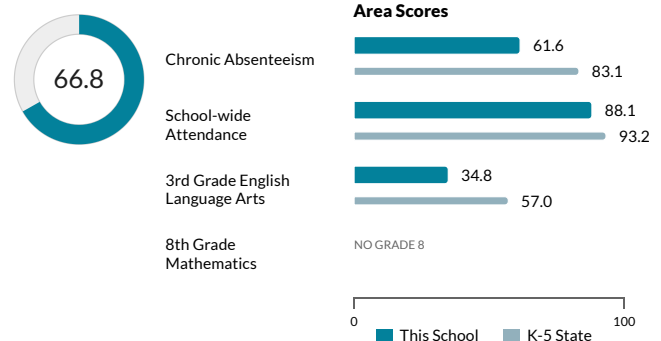 Area Scores
66.8
Chronic Absenteeism
61.6
83.1
School-wide
Attendance
88.1
93.2
3rd Grade English
Language Arts
34.8
57.0
8th Grade
Mathematics
NO GRADE 8
0
100
This School
K-5 State